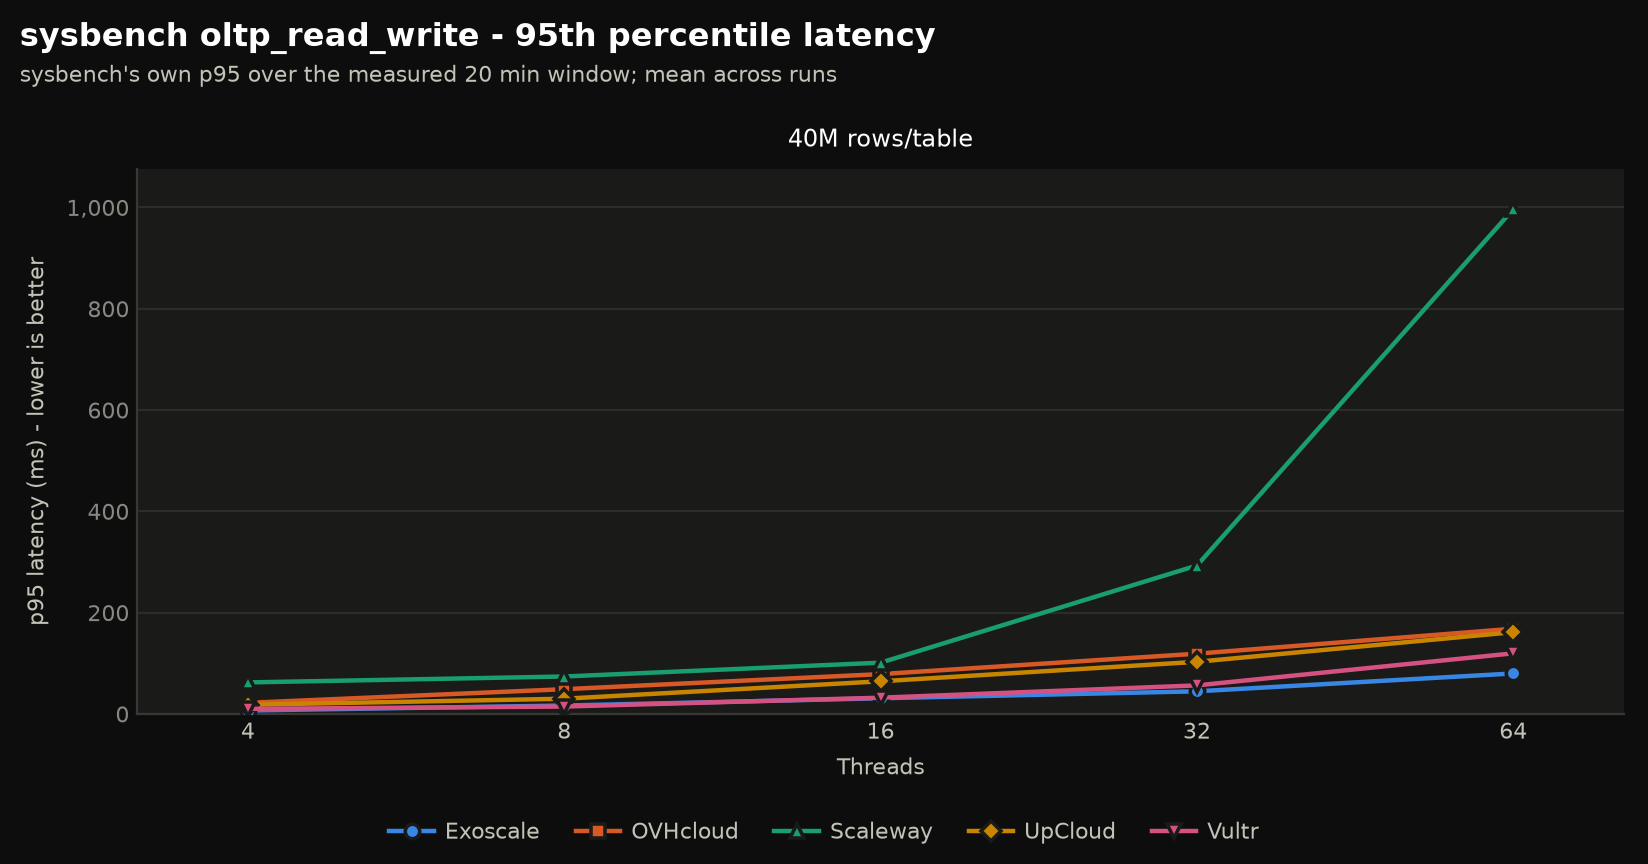 sysbench oltp_read_write - 95th percentile latency
sysbench's own p95 over the measured 20 min window; mean across runs
40M rows/table
p95 latency (ms) - lower is better
1,000
800
600
400
200
0
4 8 16 32 64
Threads
Exoscale OVHcloud Scaleway UpCloud Vultr